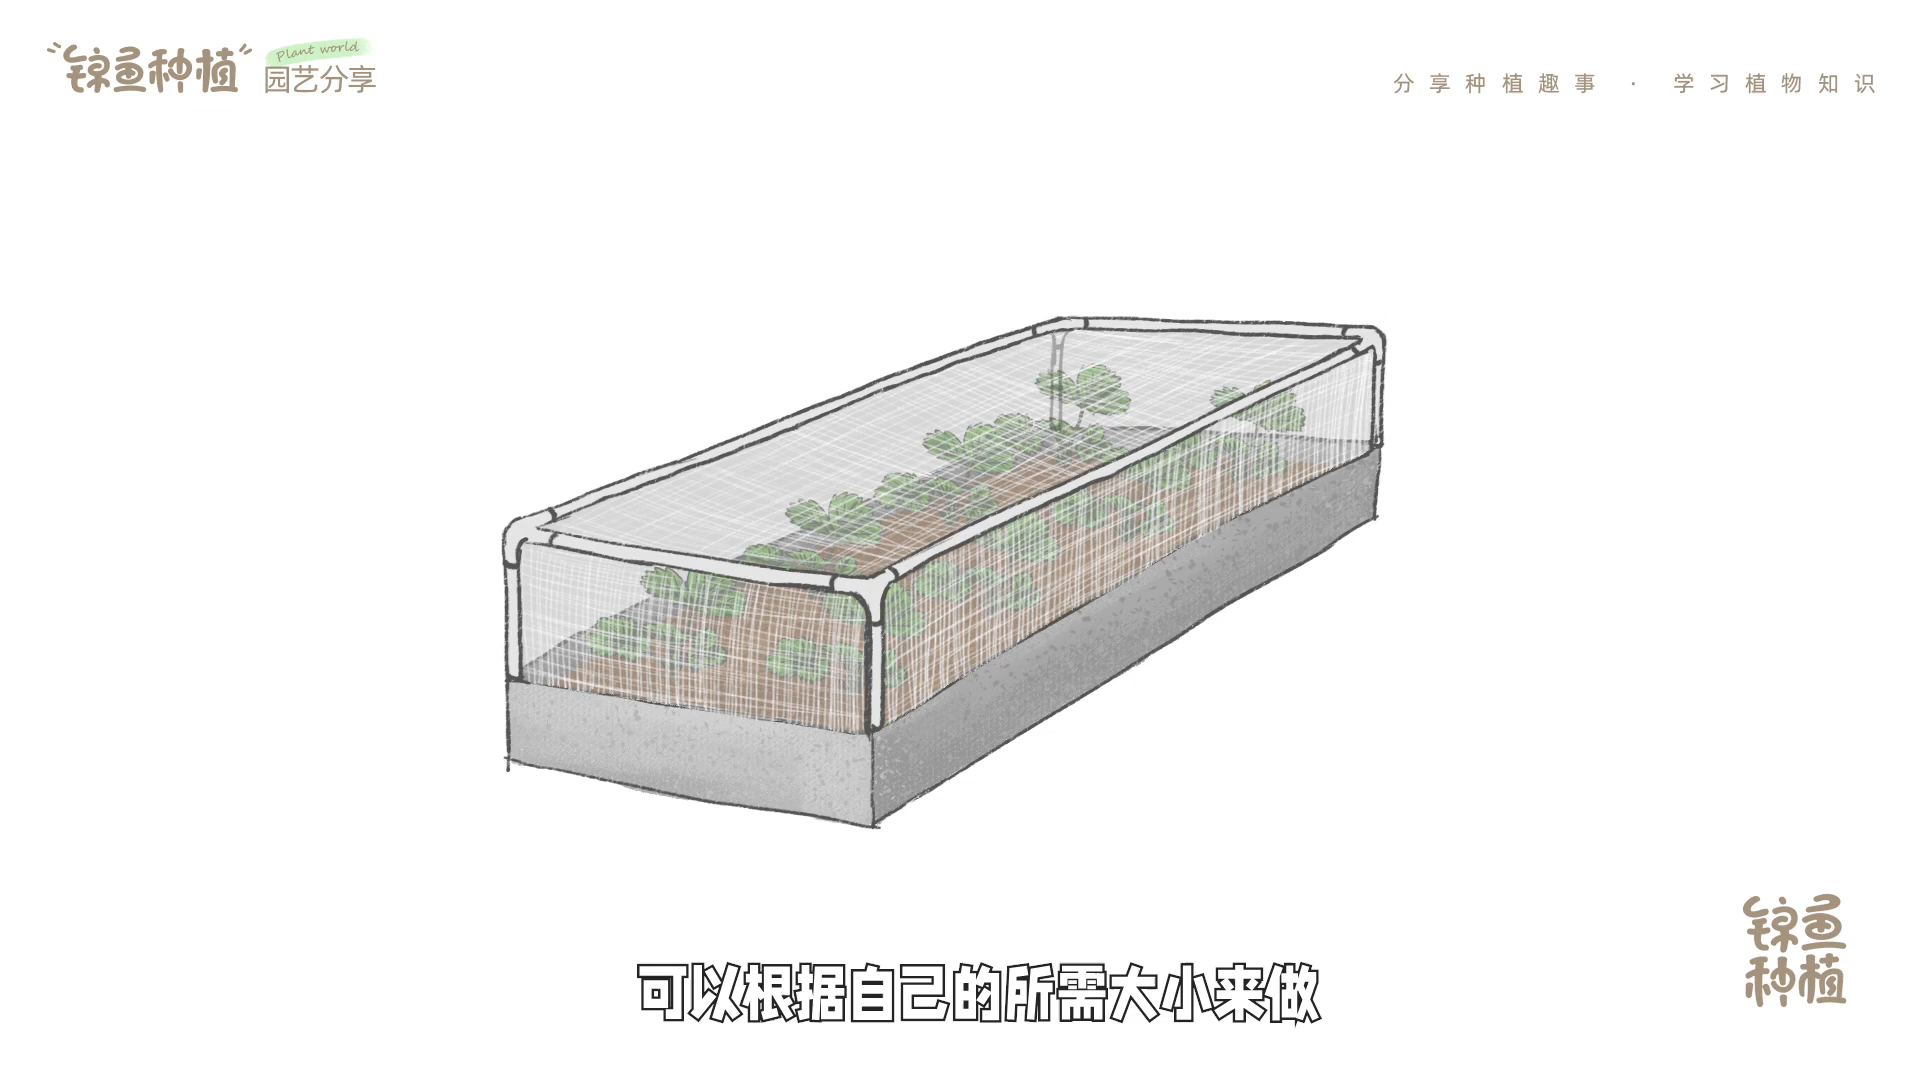 锦鱼种植
Plant world
园艺分享
分享种植趣事 · 学习植物知识
可以根据自己的所需大小来做
锦鱼
种植